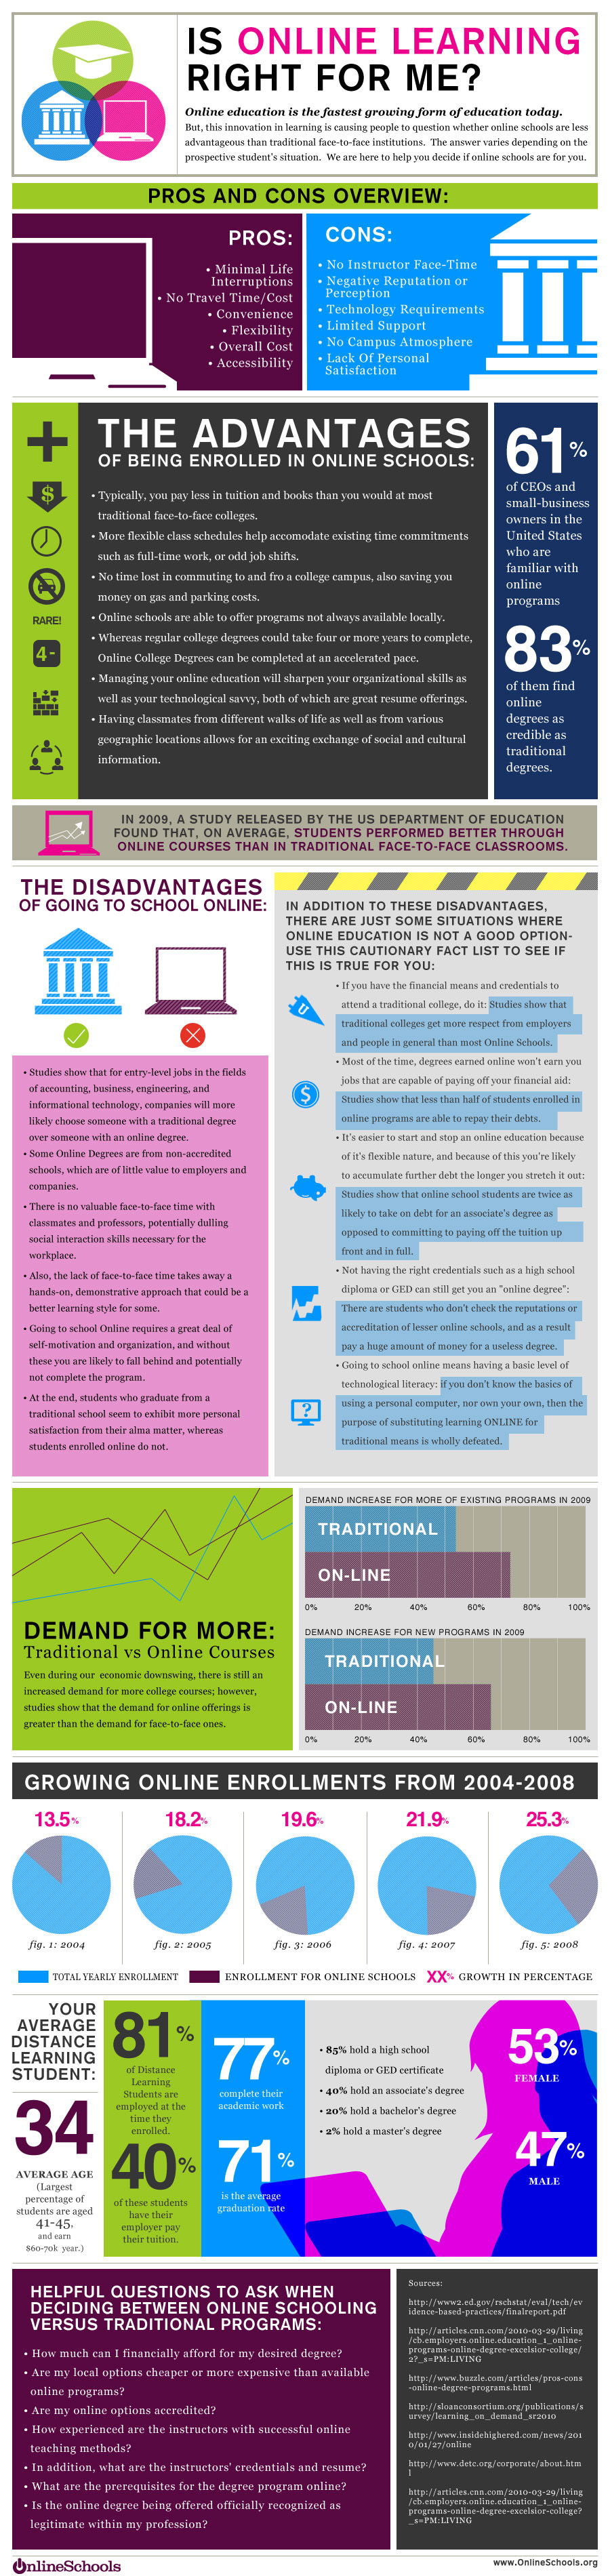 IS ONLINE LEARNING
RIGHT FOR ME?
Online education is the fastest growing form of education today.
But, this innovation in learning is causing people to question whether online schools are less
advantageous than traditional face-to-face institutions. The answer varies depending on the
prospective student's situation. We are here to help you decide if online schools are for you.
PROS AND CONS OVERVIEW:
PROS:
• Minimal Life
Interruptions
• No Travel Time/Cost
• Convenience
• Flexibility
• Overall Cost
• Accessibility
CONS:
• No Instructor Face-Time
• Negative Reputation or
Perception
• Technology Requirements
• Limited Support
• No Campus Atmosphere
• Lack Of Personal
Satisfaction
$
RARE!
4-
THE ADVANTAGES
OF BEING ENROLLED IN ONLINE SCHOOLS:
• Typically, you pay less in tuition and books than you would at most
traditional face-to-face colleges.
• More flexible class schedules help accomodate existing time commitments
such as full-time work, or odd job shifts.
• No time lost in commuting to and fro a college campus, also saving you
money on gas and parking costs.
• Online schools are able to offer programs not always available locally.
• Whereas regular college degrees could take four or more years to complete,
Online College Degrees can be completed at an accelerated pace.
• Managing your online education will sharpen your organizational skills as
well as your technological savvy, both of which are great resume offerings.
• Having classmates from different walks of life as well as from various
geographic locations allows for an exciting exchange of social and cultural
information.
61%
of CEOs and
small-business
owners in the
United States
who are
familiar with
online
programs
83%
of them find
online
degrees as
credible as
traditional
degrees.
IN 2009, A STUDY RELEASED BY THE US DEPARTMENT OF EDUCATION
FOUND THAT, ON AVERAGE, STUDENTS PERFORMED BETTER THROUGH
ONLINE COURSES THAN IN TRADITIONAL FACE-TO-FACE CLASSROOMS.
THE DISADVANTAGES
OF GOING TO SCHOOL ONLINE:
• Studies show that for entry-level jobs in the fields
of accounting, business, engineering, and
informational technology, companies will more
likely choose someone with a traditional degree
over someone with an online degree.
• Some Online Degrees are from non-accredited
schools, which are of little value to employers and
companies.
• There is no valuable face-to-face time with
classmates and professors, potentially dulling
social interaction skills necessary for the
workplace.
• Also, the lack of face-to-face time takes away a
hands-on, demonstrative approach that could be a
better learning style for some.
• Going to school Online requires a great deal of
self-motivation and organization, and without
these you are likely to fall behind and potentially
not complete the program.
• At the end, students who graduate from a
traditional school seem to exhibit more personal
satisfaction from their alma matter, whereas
students enrolled online do not.
IN ADDITION TO THESE DISADVANTAGES,
THERE ARE JUST SOME SITUATIONS WHERE
ONLINE EDUCATION IS NOT A GOOD OPTION-
USE THIS CAUTIONARY FACT LIST TO SEE IF
THIS IS TRUE FOR YOU:
U
• If you have the financial means and credentials to
attend a traditional college, do it: Studies show that
traditional colleges get more respect from employers
and people in general than most Online Schools.
$
• Most of the time, degrees earned online won't earn you
jobs that are capable of paying off your financial aid:
Studies show that less than half of students enrolled in
online programs are able to repay their debts.
• It's easier to start and stop an online education because
of it's flexible nature, and because of this you're likely
to accumulate further debt the longer you stretch it out:
Studies show that online school students are twice as
likely to take on debt for an associate's degree as
opposed to committing to paying off the tuition up
front and in full.
• Not having the right credentials such as a high school
diploma or GED can still get you an "online degree":
There are students who don't check the reputations or
accreditation of lesser online schools, and as a result
pay a huge amount of money for a useless degree.
• Going to school online means having a basic level of
technological literacy: if you don't know the basics of
using a personal computer, nor own your own, then the
purpose of substituting learning ONLINE for
traditional means is wholly defeated.
?
DEMAND FOR MORE:
Traditional vs Online Courses
Even during our economic downswing, there is still an
increased demand for more college courses; however,
studies show that the demand for online offerings is
greater than the demand for face-to-face ones.
DEMAND INCREASE FOR MORE OF EXISTING PROGRAMS IN 2009
TRADITIONAL
ON-LINE
0% 20% 40% 60% 80% 100%
DEMAND INCREASE FOR NEW PROGRAMS IN 2009
TRADITIONAL
ON-LINE
0% 20% 40% 60% 80% 100%
GROWING ONLINE ENROLLMENTS FROM 2004-2008
13.5% 18.2% 19.6% 21.9% 25.3%
fig. 1: 2004 fig. 2: 2005 fig. 3: 2006 fig. 4: 2007 fig. 5: 2008
TOTAL YEARLY ENROLLMENT ENROLLMENT FOR ONLINE SCHOOLS XX% GROWTH IN PERCENTAGE
YOUR
AVERAGE
DISTANCE
LEARNING
STUDENT:
34
AVERAGE AGE
(Largest
percentage of
students are aged
41-45,
and earn
$60-70k year.)
81%
of Distance
Learning
Students are
employed at the
time they
enrolled.
40%
of these students
have their
employer pay
their tuition.
77%
complete their
academic work
71%
is the average
graduation rate
• 85% hold a high school
diploma or GED certificate
• 40% hold an associate's degree
• 20% hold a bachelor's degree
• 2% hold a master's degree
53%
FEMALE
47%
MALE
HELPFUL QUESTIONS TO ASK WHEN
DECIDING BETWEEN ONLINE SCHOOLING
VERSUS TRADITIONAL PROGRAMS:
• How much can I financially afford for my desired degree?
• Are my local options cheaper or more expensive than available
online programs?
• Are my online options accredited?
• How experienced are the instructors with successful online
teaching methods?
• In addition, what are the instructors' credentials and resume?
• What are the prerequisites for the degree program online?
• Is the online degree being offered officially recognized as
legitimate within my profession?
Sources:
http://www2.ed.gov/rschstat/eval/tech/ev
idence-based-practices/finalreport.pdf
http://articles.cnn.com/2010-03-29/living
/cb.employers.online.education_1_online-
programs-online-degree-excelsior-college/
2?_s=PM:LIVING
http://www.buzzle.com/articles/pros-cons
-online-degree-programs.html
http://sloanconsortium.org/publications/s
urvey/learning_on_demand_sr2010
http://www.insidehighered.com/news/201
0/01/27/online
http://www.detc.org/corporate/about.htm
l
http://articles.cnn.com/2010-03-29/living
/cb.employers.online.education_1_online-
programs-online-degree-excelsior-college?
_s=PM:LIVING
OnlineSchools
www.OnlineSchools.org